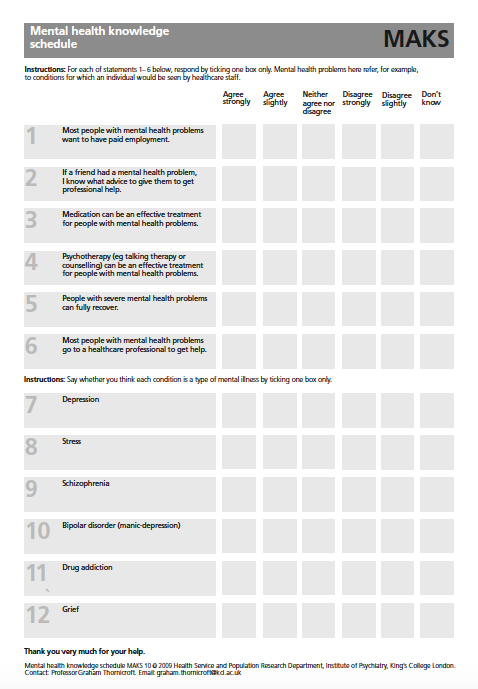 Mental health knowledge
schedule
MAKS
Instructions: For each of statements 1– 6 below, respond by ticking one box only. Mental health problems here refer, for example,
to conditions for which an individual would be seen by healthcare staff.
Agree strongly
Agree slightly
Neither agree nor disagree
Disagree strongly
Disagree slightly
Don't know
1 Most people with mental health problems
want to have paid employment.
2 If a friend had a mental health problem,
I know what advice to give them to get
professional help.
3 Medication can be an effective treatment
for people with mental health problems.
4 Psychotherapy (eg talking therapy or
counselling) can be an effective treatment
for people with mental health problems.
5 People with severe mental health problems
can fully recover.
6 Most people with mental health problems
go to a healthcare professional to get help.
Instructions: Say whether you think each condition is a type of mental illness by ticking one box only.
7 Depression
8 Stress
9 Schizophrenia
10 Bipolar disorder (manic-depression)
11 Drug addiction
12 Grief
Thank you very much for your help.
Mental health knowledge schedule MAKS 10 © 2009 Health Service and Population Research Department, Institute of Psychiatry, King's College London.
Contact: Professor Graham Thornicroft. Email: graham.thornicroft@kcl.ac.uk